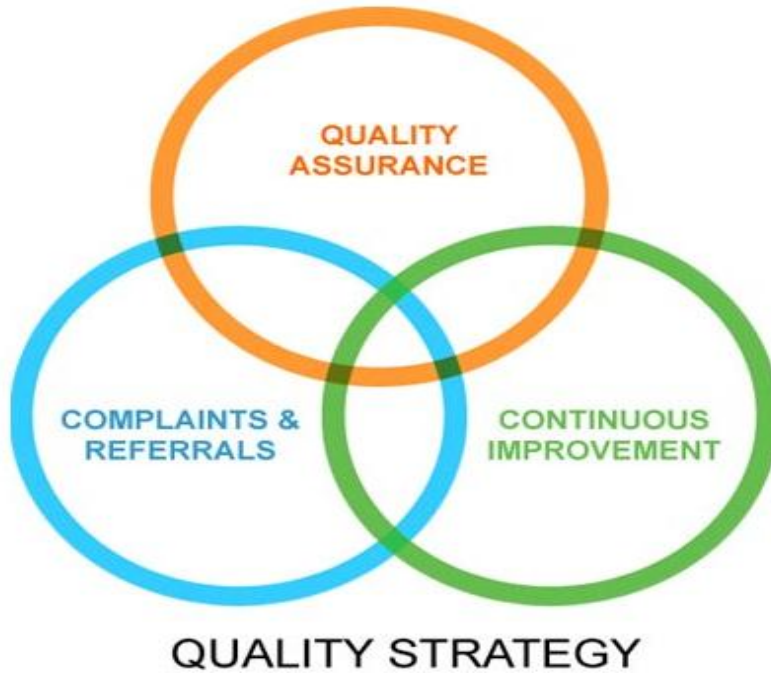 QUALITY
ASSURANCE
COMPLAINTS &
REFERRALS
CONTINUOUS
IMPROVEMENT
QUALITY STRATEGY